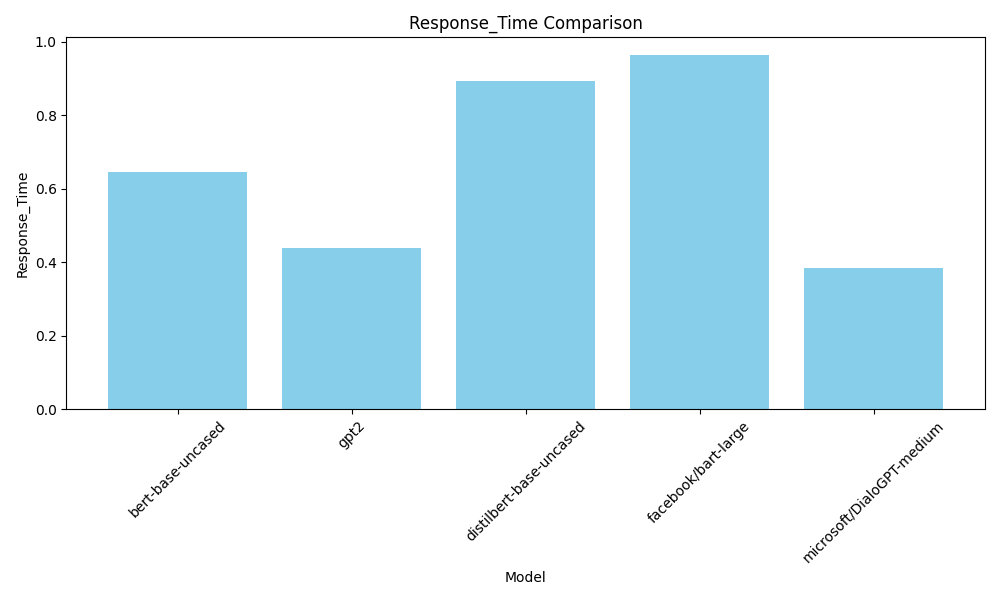 Response_Time Comparison
Response_Time
1.0
0.8
0.6
0.4
0.2
0.0
bert-base-uncased
gpt2
distilbert-base-uncased
facebook/bart-large
microsoft/DialoGPT-medium
Model